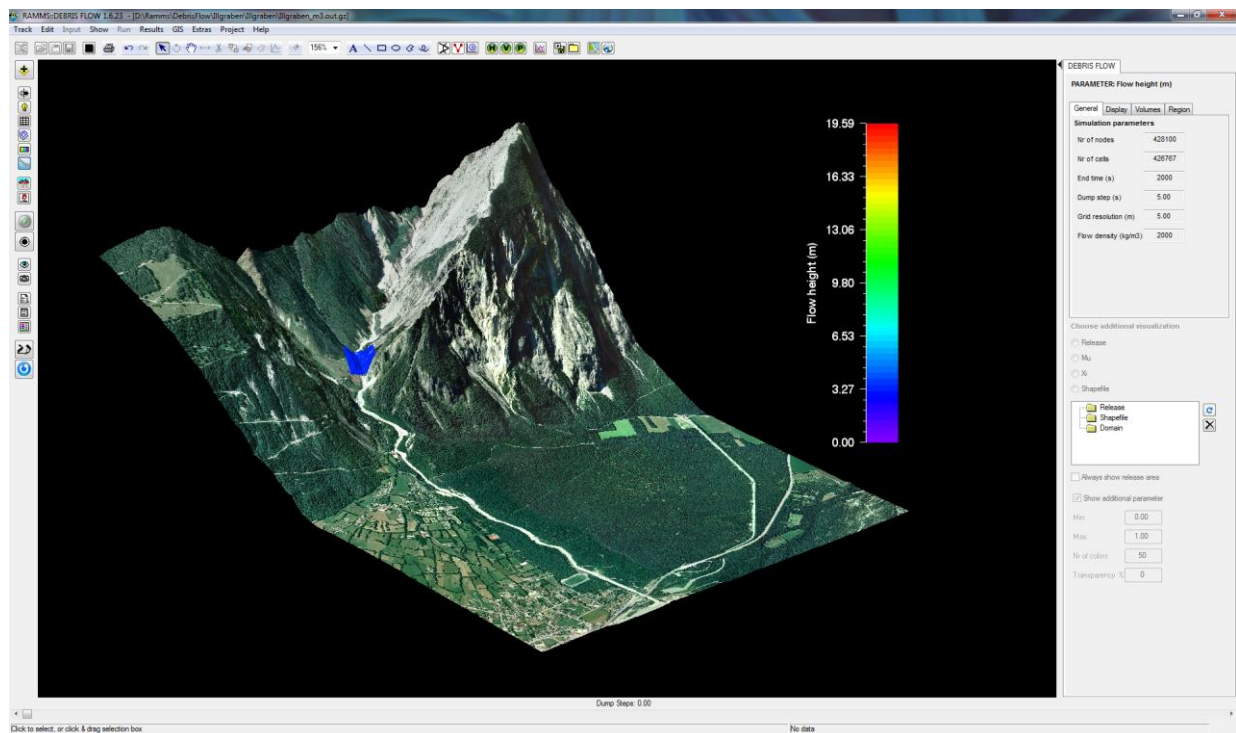 RAMMS::DEBRIS FLOW 1.6.23 - [D:\Ramms\DebrisFlow\Illgraben\Illgraben\Illgraben_m3.out.gz]
Track Edit Input Show Run Results GIS Extras Project Help
156%
A
H V P
DEBRIS FLOW
PARAMETER: Flow height (m)
General Display Volumes Region
Simulation parameters
Nr of nodes 428100
Nr of cells 426767
End time (s) 2000
Dump step (s) 5.00
Grid resolution (m) 5.00
Flow density (kg/m3) 2000
19.59
16.33
13.06
9.80
6.53
3.27
0.00
Flow height (m)
Choose additional visualization
Release
Mu
Xi
Shapefile
Release
Shapefile
Domain
Always show release area
Show additional parameter
Min 0.00
Max 1.00
Nr of colors 50
Transparency % 0
Dump Steps: 0.00
Click to select, or click & drag selection box
No data